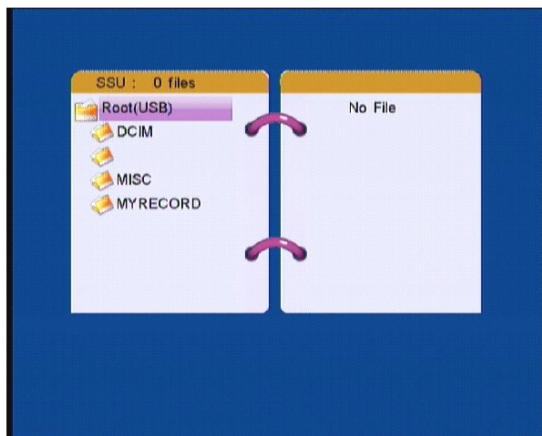 SSU : 0 files
Root(USB)
DCIM
MISC
MYRECORD
No File